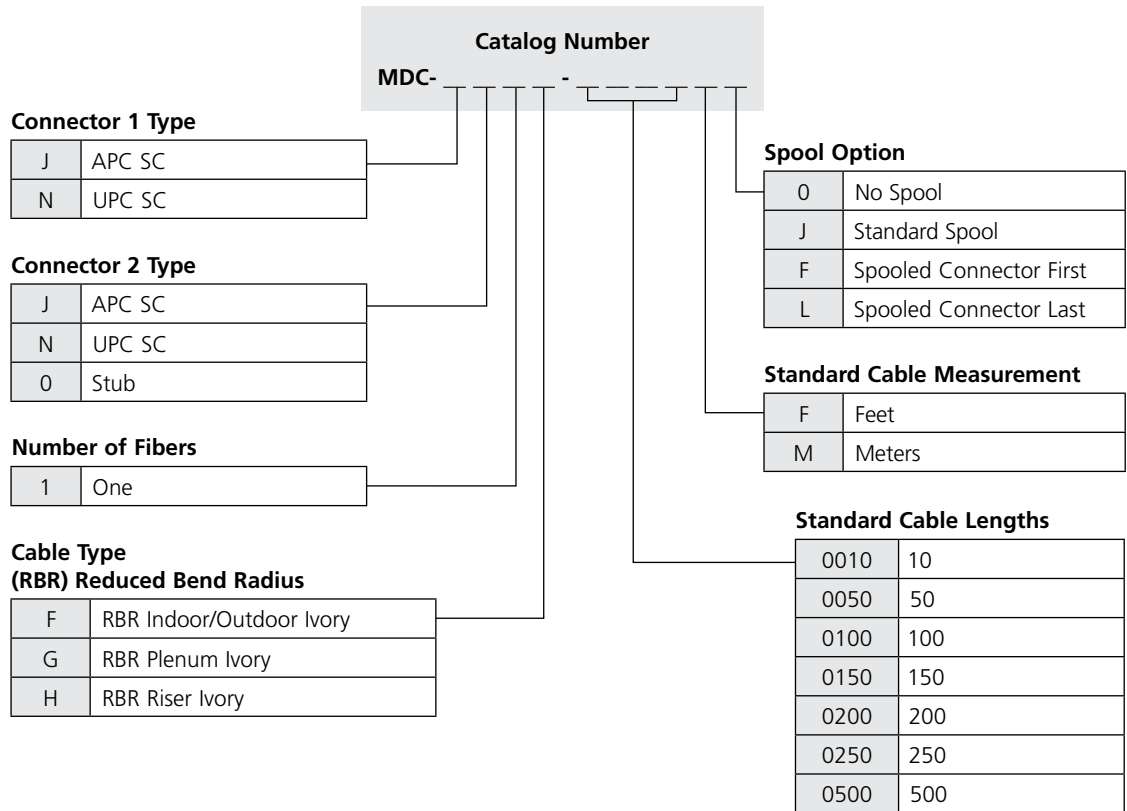 Catalog Number
MDC- _ _ _ _ - _ _ _ _ _ _
Connector 1 Type
J APC SC
N UPC SC
Connector 2 Type
J APC SC
N UPC SC
0 Stub
Number of Fibers
1 One
Cable Type
(RBR) Reduced Bend Radius
F RBR Indoor/Outdoor Ivory
G RBR Plenum Ivory
H RBR Riser Ivory
Spool Option
0 No Spool
J Standard Spool
F Spooled Connector First
L Spooled Connector Last
Standard Cable Measurement
F Feet
M Meters
Standard Cable Lengths
0010 10
0050 50
0100 100
0150 150
0200 200
0250 250
0500 500